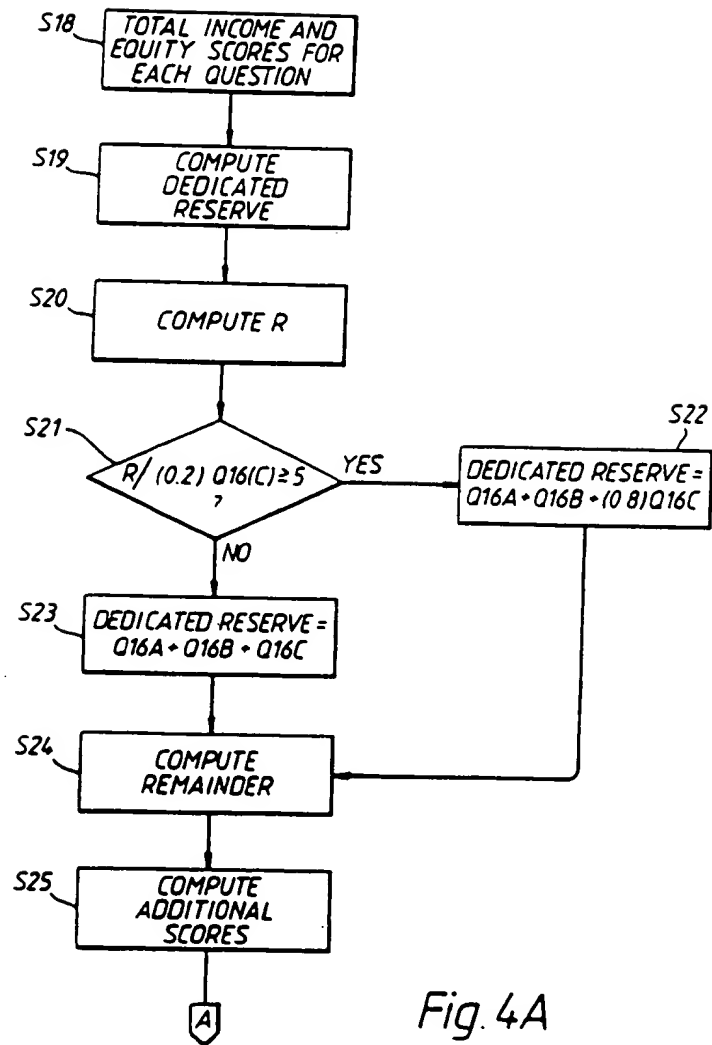 S18
TOTAL INCOME AND
EQUITY SCORES FOR
EACH QUESTION
S19
COMPUTE
DEDICATED
RESERVE
S20
COMPUTE R
S21
R/(0.2) Q16(C) ≥ 5
?
YES
NO
S22
DEDICATED RESERVE =
Q16A + Q16B + (0 8)Q16C
S23
DEDICATED RESERVE =
Q16A + Q16B + Q16C
S24
COMPUTE
REMAINDER
S25
COMPUTE
ADDITIONAL
SCORES
A
Fig. 4A